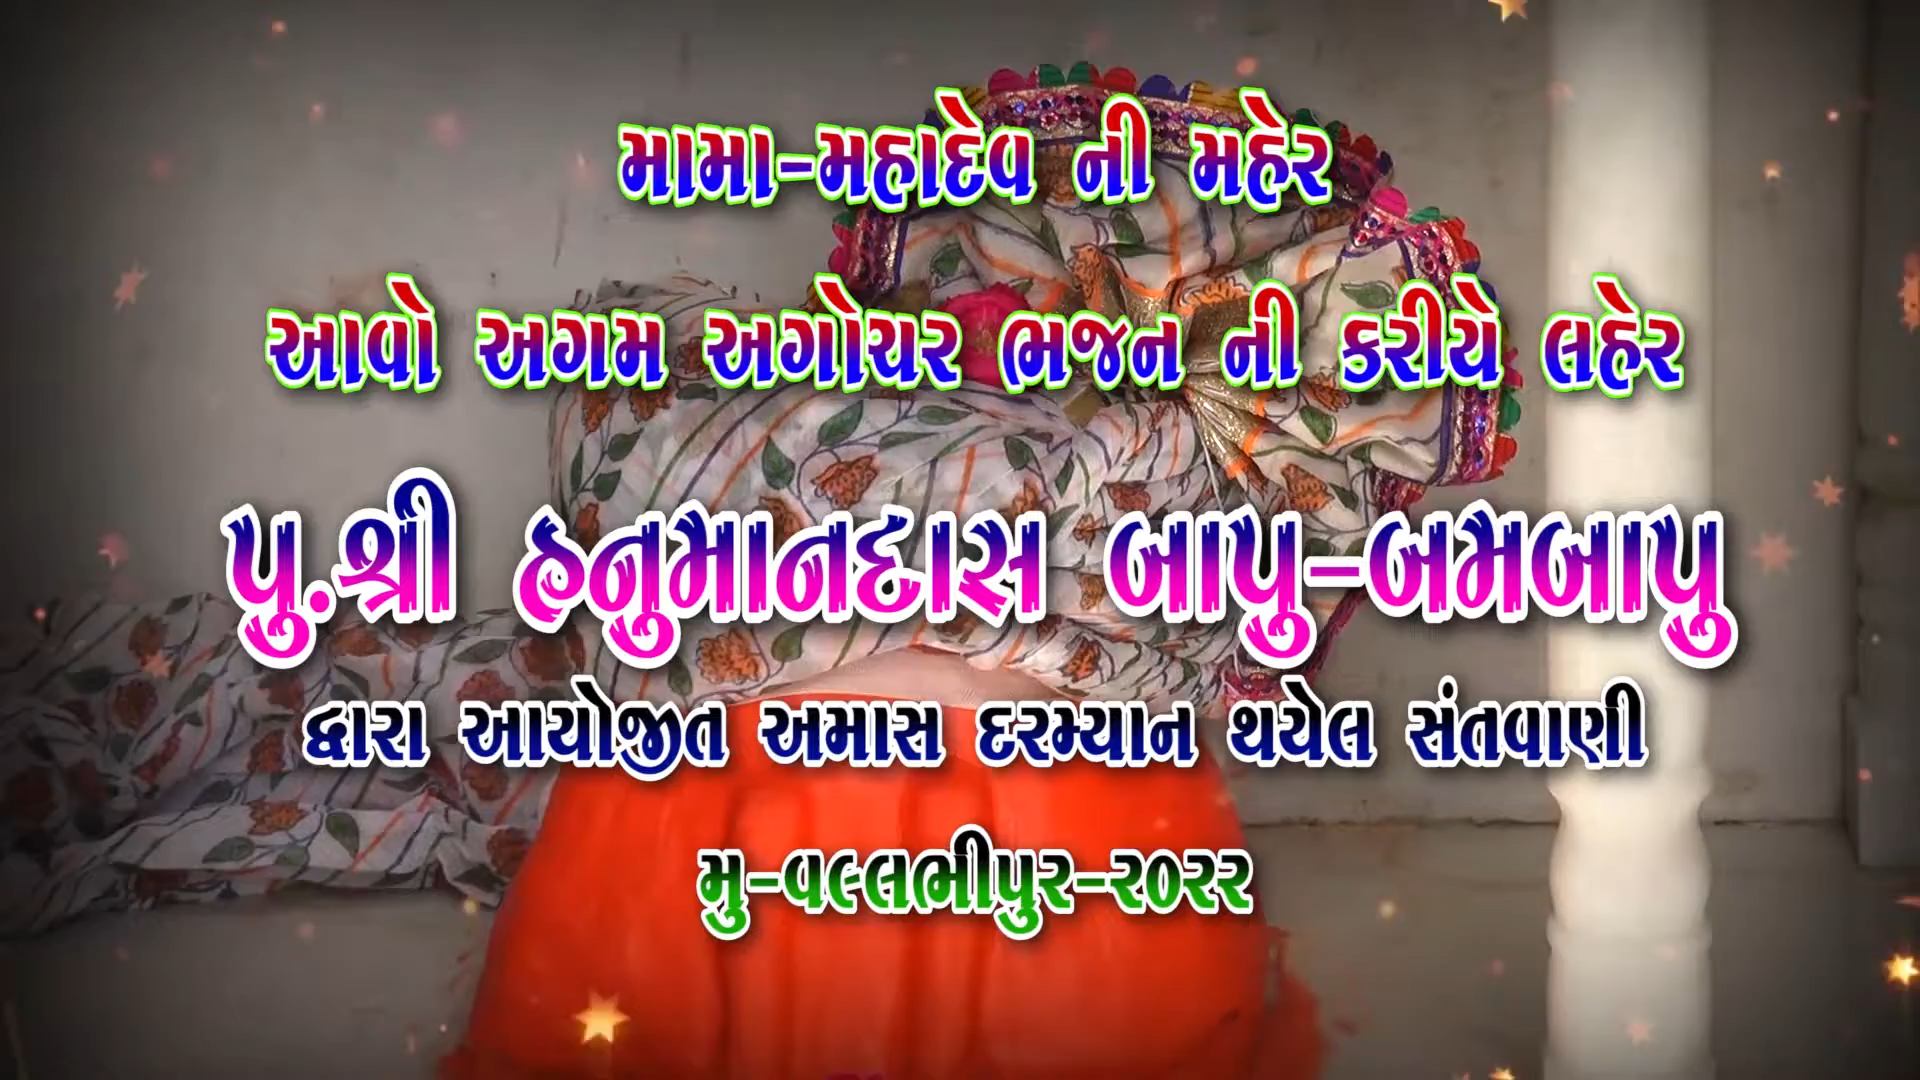 મામા-મહાદેવ ની મહેર
આવો અગમ અગોચર ભજન ની કરીયે લહેર
પુ.શ્રી હનુમાનદાસ બાપુ-બમબાપુ
દ્વારા આયોજીત અમાસ દરમ્યાન થયેલ સંતવાણી
મુ-વલ્લભીપુર-૨૦૨૨